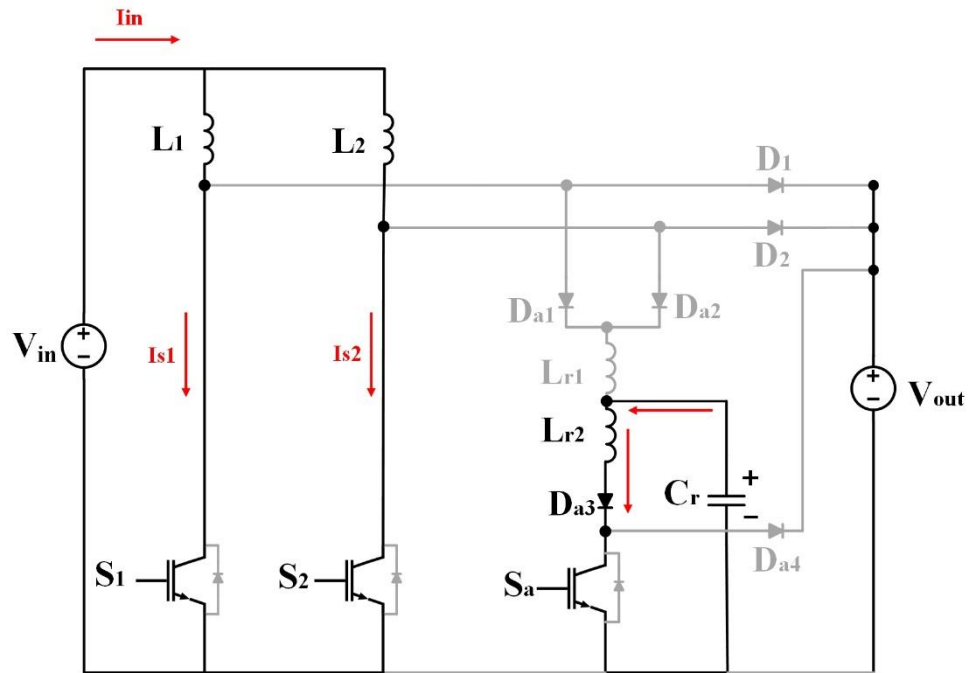 Iin
L1
L2
D1
D2
Da1
Da2
Vin
+
−
Is1
Is2
Lr1
+
−
Vout
Lr2
Da3
Cr
+
−
Da4
S1
S2
Sa